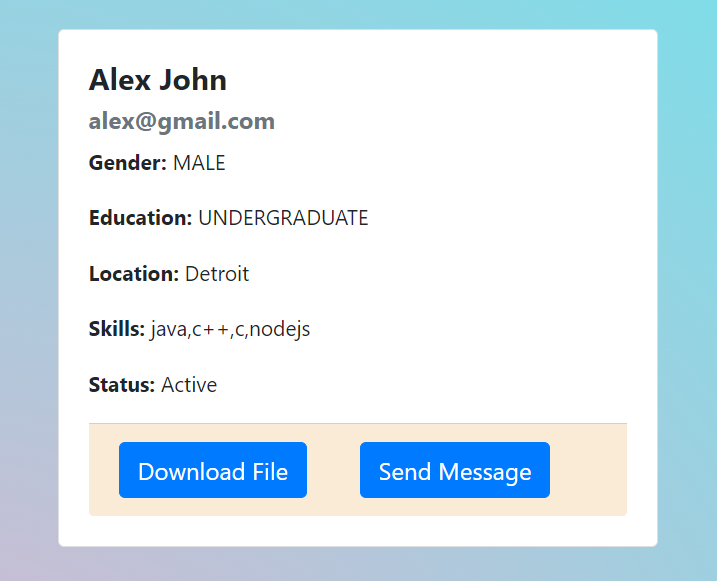 Alex John
alex@gmail.com
Gender: MALE
Education: UNDERGRADUATE
Location: Detroit
Skills: java,c++,c,nodejs
Status: Active
Download File
Send Message